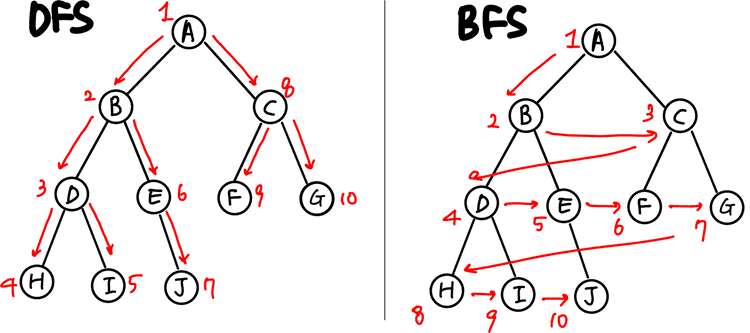 DFS
1 A
2 B
C 8
3 D
E 6
F 9
G 10
4 H
I 5
J 7
BFS
1 A
2 B
3 C
4 D
5 E
6 F
7 G
8 H
9 I
10 J